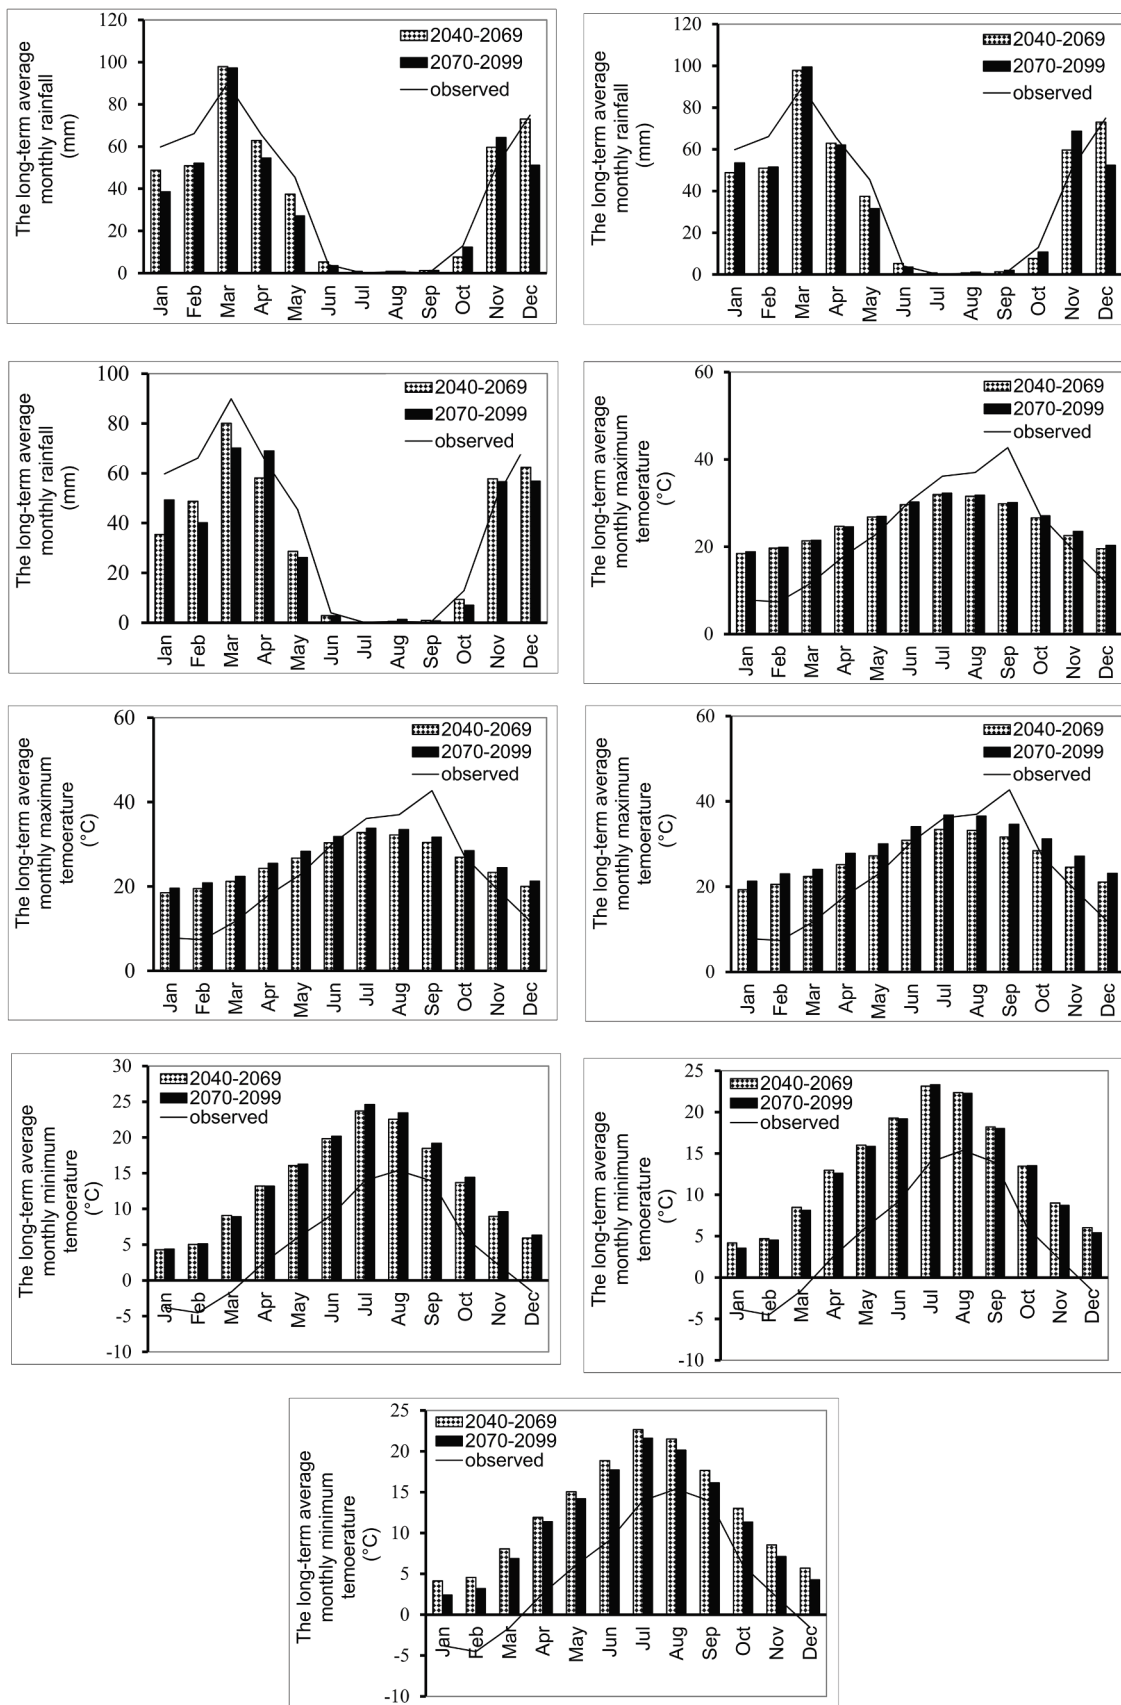 The long-term average
monthly rainfall
(mm)
120
100
80
60
40
20
0
2040-2069
2070-2099
observed
Jan
Feb
Mar
Apr
May
Jun
Jul
Aug
Sep
Oct
Nov
Dec
The long-term average
monthly rainfall
(mm)
120
100
80
60
40
20
0
2040-2069
2070-2099
observed
Jan
Feb
Mar
Apr
May
Jun
Jul
Aug
Sep
Oct
Nov
Dec
The long-term average
monthly rainfall
(mm)
100
80
60
40
20
0
2040-2069
2070-2099
observed
Jan
Feb
Mar
Apr
May
Jun
Jul
Aug
Sep
Oct
Nov
Dec
The long-term average
monthly maximum
temoerature
(°C)
60
40
20
0
2040-2069
2070-2099
observed
Jan
Feb
Mar
Apr
May
Jun
Jul
Aug
Sep
Oct
Nov
Dec
The long-term average
monthly maximum
temoerature
(°C)
60
40
20
0
2040-2069
2070-2099
observed
Jan
Feb
Mar
Apr
May
Jun
Jul
Aug
Sep
Oct
Nov
Dec
The long-term average
monthly maximum
temoerature
(°C)
60
40
20
0
2040-2069
2070-2099
observed
Jan
Feb
Mar
Apr
May
Jun
Jul
Aug
Sep
Oct
Nov
Dec
The long-term average
monthly minimum
temoerature
(°C)
30
25
20
15
10
5
0
-5
-10
2040-2069
2070-2099
observed
Jan
Feb
Mar
Apr
May
Jun
Jul
Aug
Sep
Oct
Nov
Dec
The long-term average
monthly minimum
temoerature
(°C)
25
20
15
10
5
0
-5
-10
2040-2069
2070-2099
observed
Jan
Feb
Mar
Apr
May
Jun
Jul
Aug
Sep
Oct
Nov
Dec
The long-term average
monthly minimum
temoerature
(°C)
25
20
15
10
5
0
-5
-10
2040-2069
2070-2099
observed
Jan
Feb
Mar
Apr
May
Jun
Jul
Aug
Sep
Oct
Nov
Dec